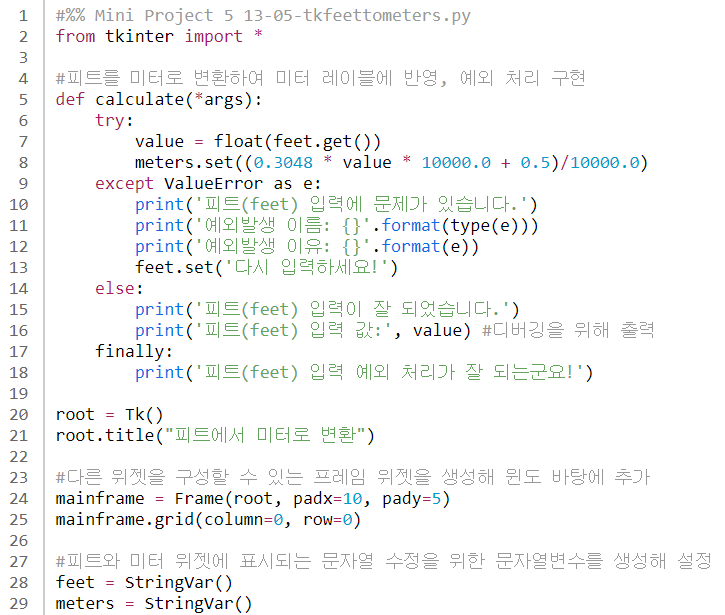 1 #%% Mini Project 5 13-05-tkfeettometers.py
2 from tkinter import *
3
4 #피트를 미터로 변환하여 미터 레이블에 반영, 예외 처리 구현
5 def calculate(*args):
6     try:
7         value = float(feet.get())
8         meters.set((0.3048 * value * 10000.0 + 0.5)/10000.0)
9     except ValueError as e:
10         print('피트(feet) 입력에 문제가 있습니다.')
11         print('예외발생 이름: {}'.format(type(e)))
12         print('예외발생 이유: {}'.format(e))
13         feet.set('다시 입력하세요!')
14     else:
15         print('피트(feet) 입력이 잘 되었습니다.')
16         print('피트(feet) 입력 값:', value) #디버깅을 위해 출력
17     finally:
18         print('피트(feet) 입력 예외 처리가 잘 되는군요!')
19
20 root = Tk()
21 root.title("피트에서 미터로 변환")
22
23 #다른 위젯을 구성할 수 있는 프레임 위젯을 생성해 윈도 바탕에 추가
24 mainframe = Frame(root, padx=10, pady=5)
25 mainframe.grid(column=0, row=0)
26
27 #피트와 미터 위젯에 표시되는 문자열 수정을 위한 문자열변수를 생성해 설정
28 feet = StringVar()
29 meters = StringVar()